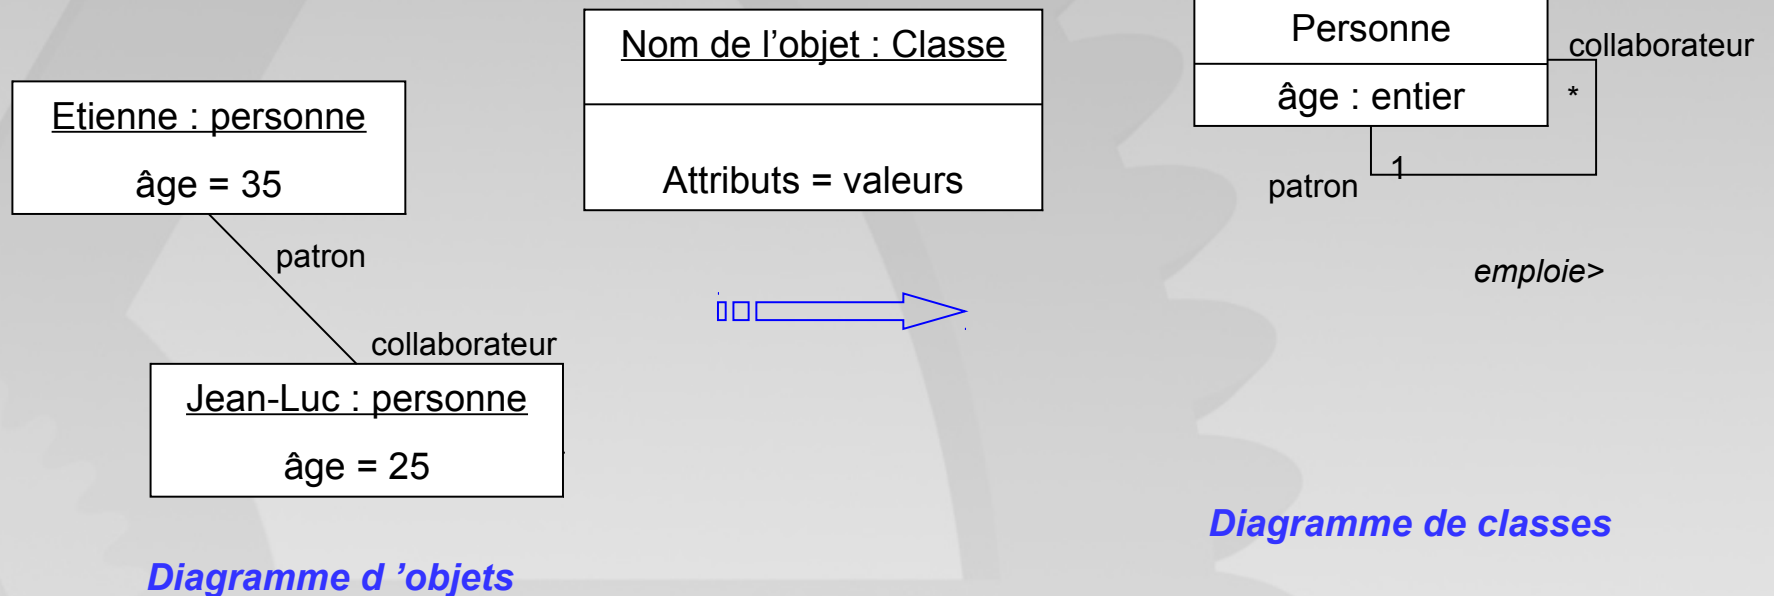 Etienne : personne
âge = 35
patron
collaborateur
Jean-Luc : personne
âge = 25
Diagramme d ’objets
Nom de l’objet : Classe
Attributs = valeurs
Personne
âge : entier
collaborateur
*
1
patron
emploie>
Diagramme de classes